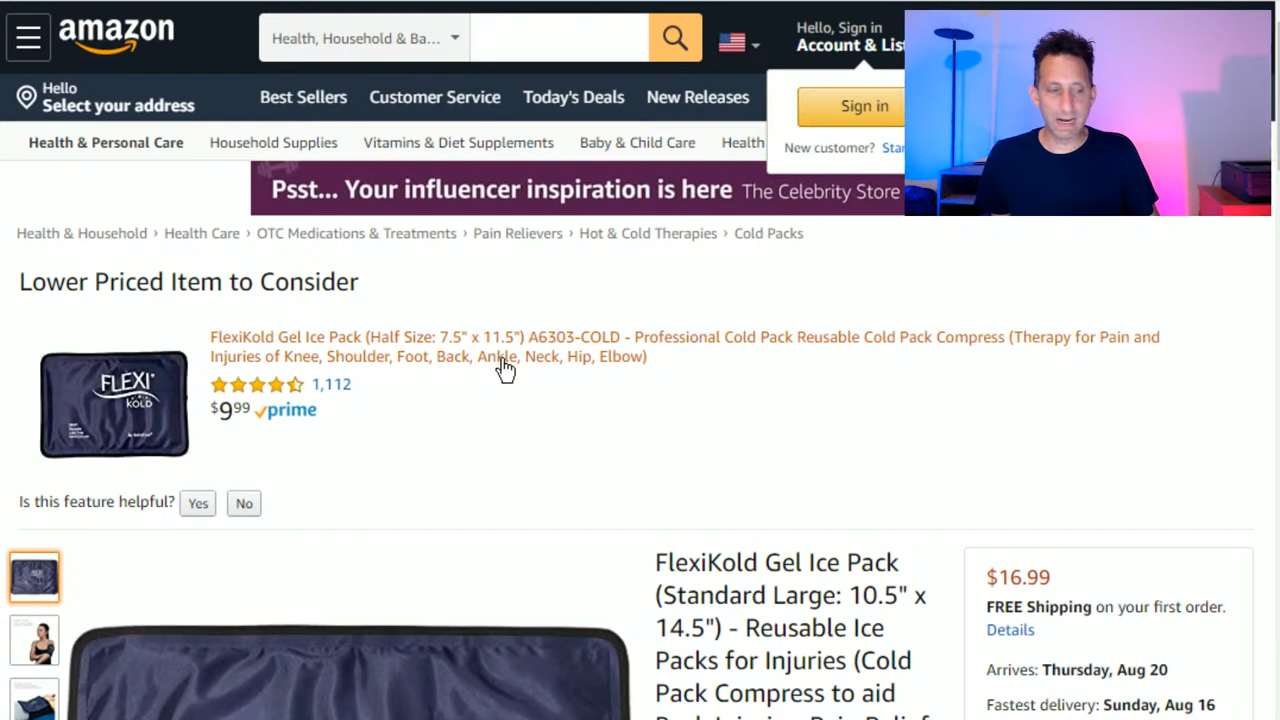 amazon
Health, Household & Ba...
Hello, Sign in
Account & List
Hello
Select your address
Best Sellers
Customer Service
Today's Deals
New Releases
Sign in
New customer?
Health & Personal Care
Household Supplies
Vitamins & Diet Supplements
Baby & Child Care
Health
Psst... Your influencer inspiration is here The Celebrity Store
Health & Household › Health Care › OTC Medications & Treatments › Pain Relievers › Hot & Cold Therapies › Cold Packs
Lower Priced Item to Consider
FlexiKold Gel Ice Pack (Half Size: 7.5" x 11.5") A6303-COLD - Professional Cold Pack Reusable Cold Pack Compress (Therapy for Pain and
Injuries of Knee, Shoulder, Foot, Back, Ankle, Neck, Hip, Elbow)
FLEXI
KOLD
1,112
$9 99 prime
Is this feature helpful? Yes No
FlexiKold Gel Ice Pack
(Standard Large: 10.5" x
14.5") - Reusable Ice
Packs for Injuries (Cold
Pack Compress to aid
$16.99
FREE Shipping on your first order.
Details
Arrives: Thursday, Aug 20
Fastest delivery: Sunday, Aug 16